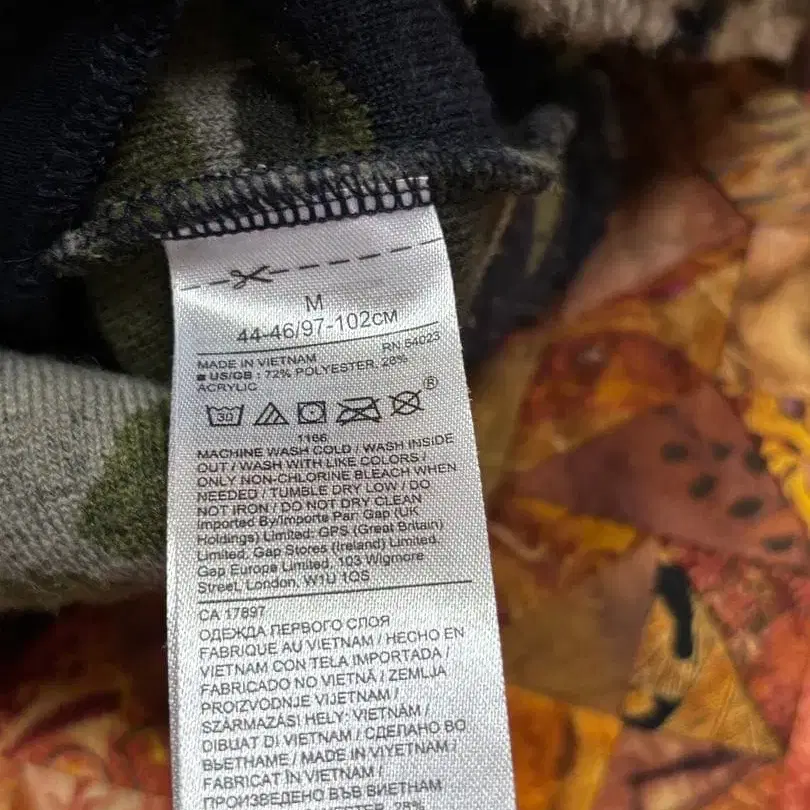 M
44-46/97-102CM
RN 54023
MADE IN VIETNAM
■ US/GB : 72% POLYESTER, 28%
ACRYLIC
30
®
1166
MACHINE WASH COLD / WASH INSIDE
OUT / WASH WITH LIKE COLORS /
ONLY NON-CHLORINE BLEACH WHEN
NEEDED / TUMBLE DRY LOW / DO
NOT IRON / DO NOT DRY CLEAN
Imported By/Importe Par: Gap (UK
Holdings) Limited: GPS (Great Britain)
Limited, Gap Stores (Ireland) Limited.
Gap Europe Limited, 103 Wigmore
Street, London, W1U 1QS
CA 17897
ОДЕЖДА ПЕРВОГО СЛОЯ
FABRIQUE AU VIETNAM / HECHO EN
VIETNAM CON TELA IMPORTADA /
FABRICADO NO VIETNÃ / ZEMLJA
PROIZVODNJE VIJETNAM /
SZÁRMAZÁSI HELY: VIETNÁM /
DIBUAT DI VIETNAM / СДЕЛАНО ВО
ВЬЕТНАМЕ / MADE IN VIYETNAM /
FABRICAT ÎN VIETNAM /
ПРОИЗВЕДЕНО ВЪВ ВИЕТНАМ
28%